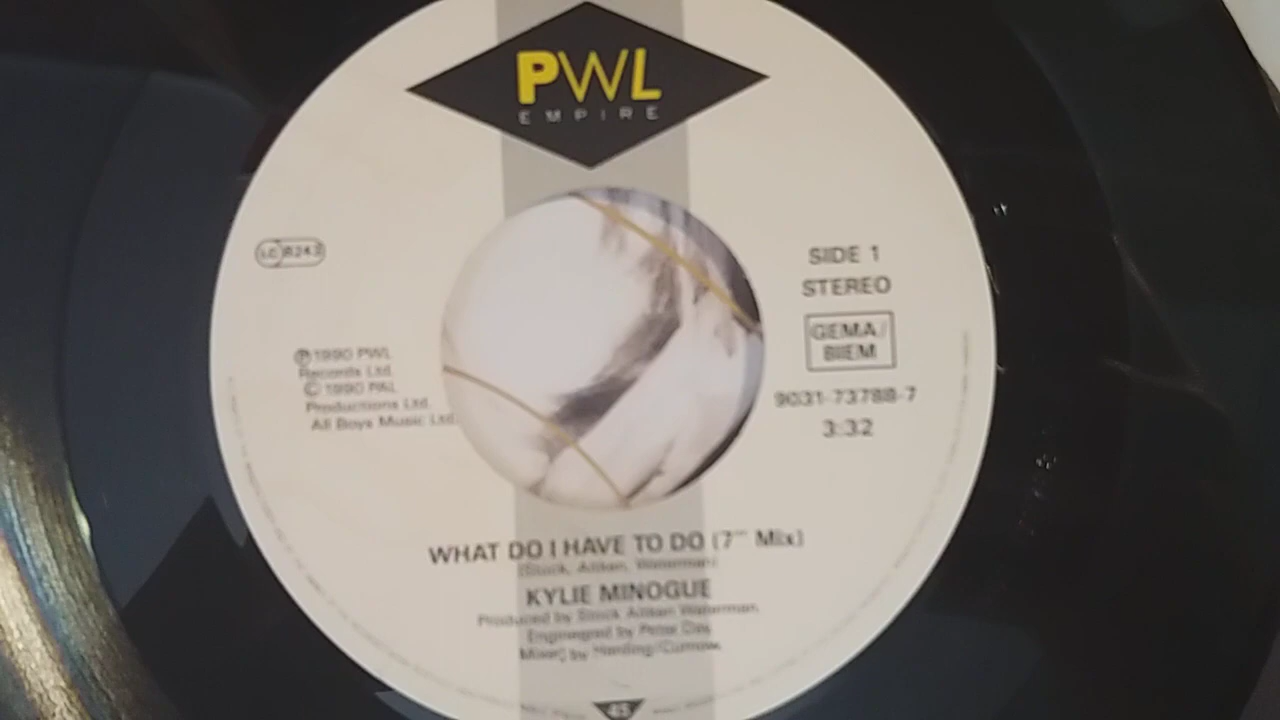 PWL
EMPIRE
LC 8242
SIDE 1
STEREO
GEMA/
BIEM
9031-73788-7
3:32
℗ 1990 PWL
Records Ltd.
© 1990 PAL
Productions Ltd.
All Boys Music Ltd.
WHAT DO I HAVE TO DO (7" Mix)
(Stock, Aitken, Waterman)
KYLIE MINOGUE
Produced by Stock Aitken Waterman.
Engineered by Peter Day
Mixed by Harding/Curnow.
45